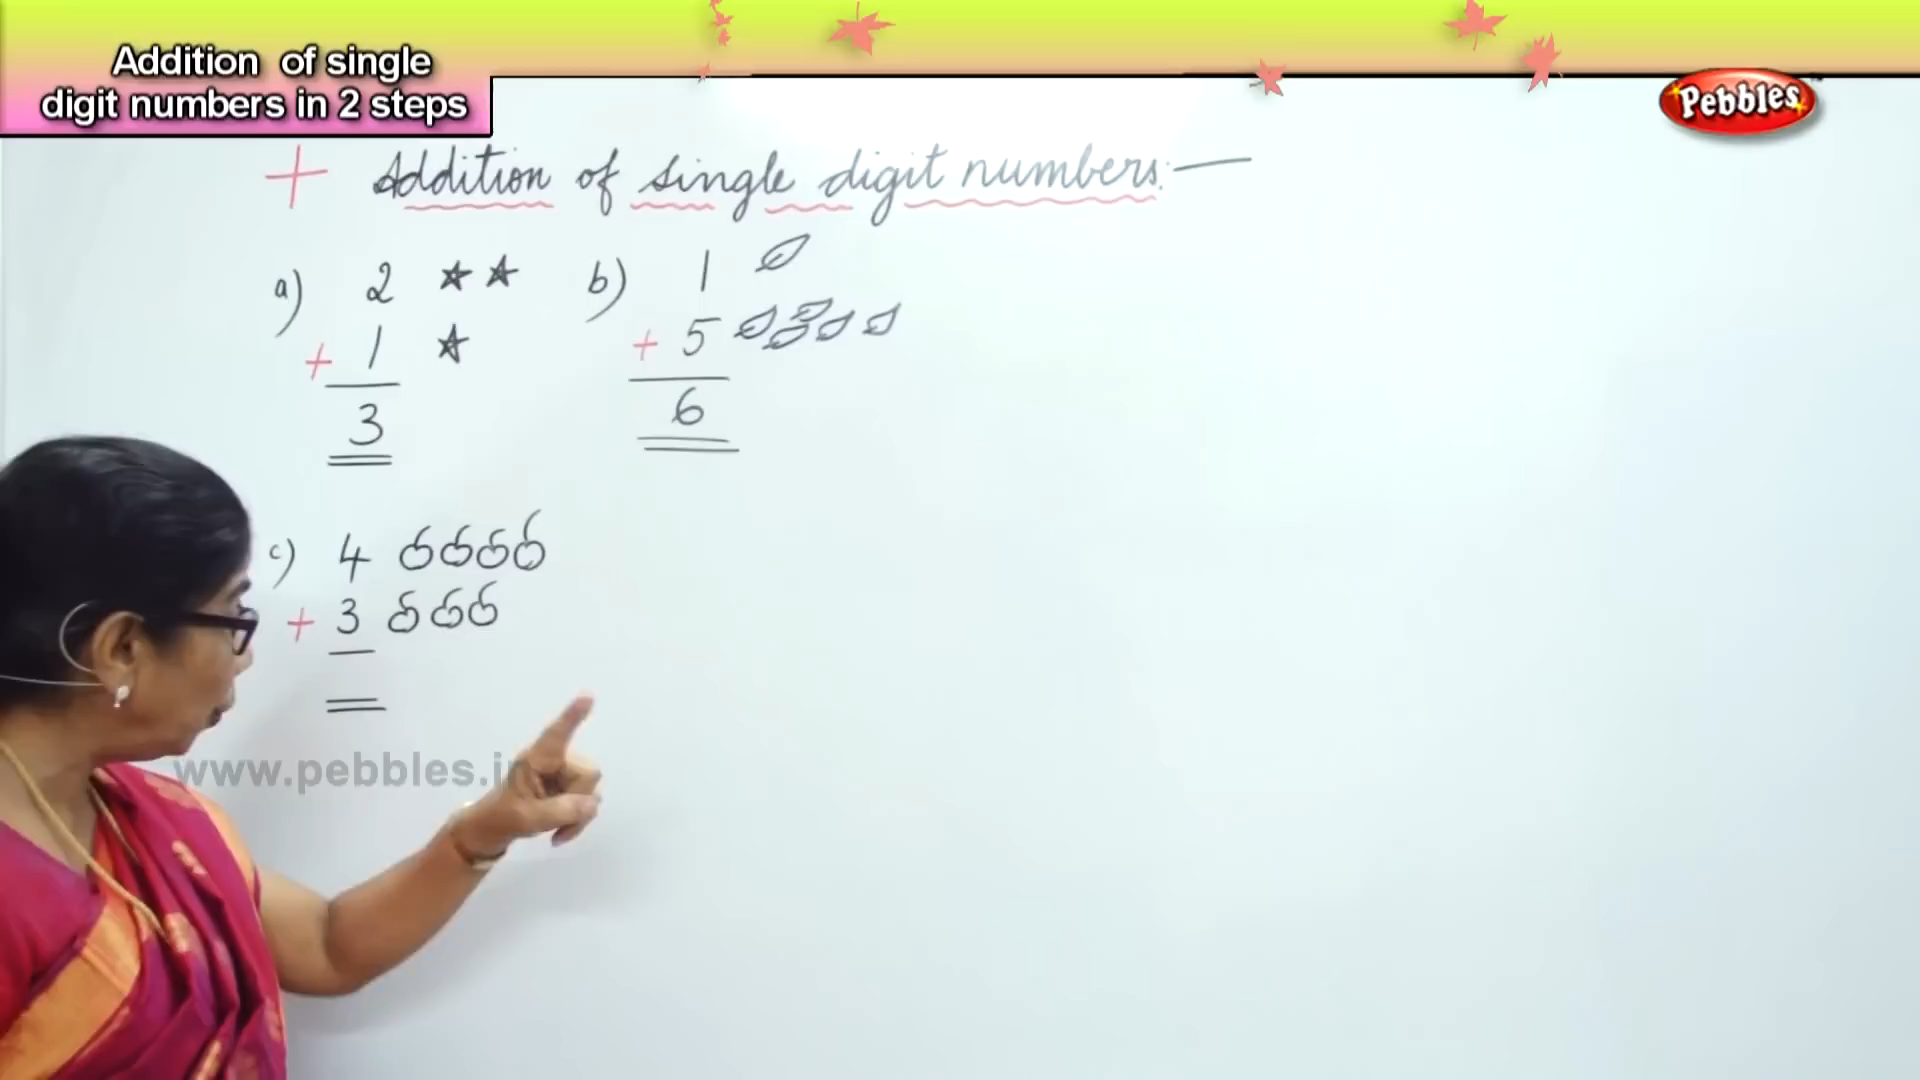 Addition of single
digit numbers in 2 steps
Pebbles
+ Addition of single digit numbers:—
a) 2
+ 1
3
b) 1
+ 5
6
c) 4
+ 3
www.pebbles.in